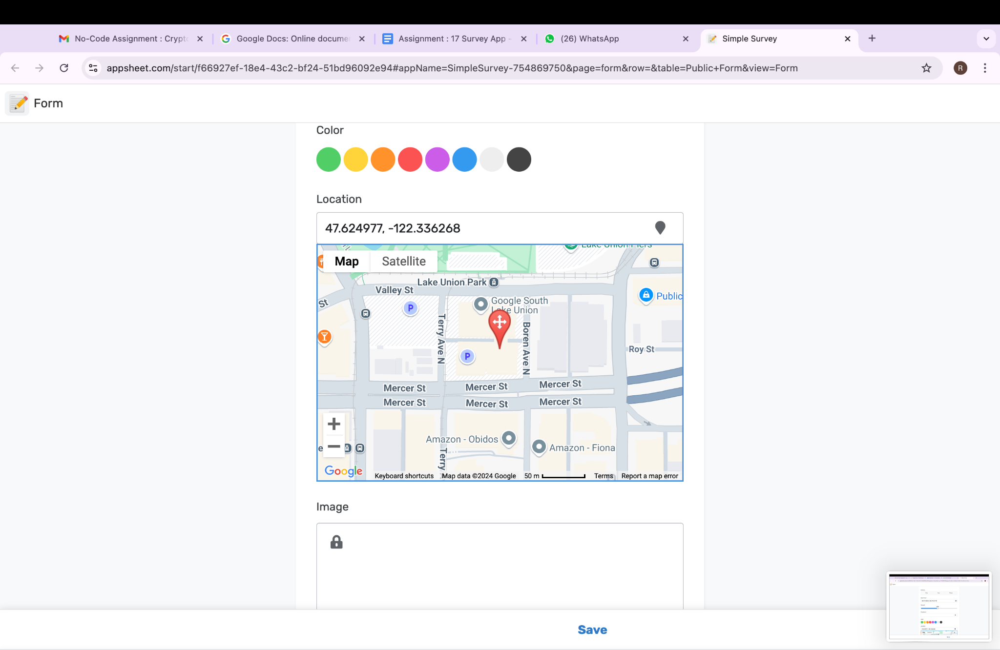 No-Code Assignment : Crypto
Google Docs: Online docume
Assignment : 17 Survey App -
(26) WhatsApp
Simple Survey
appsheet.com/start/f66927ef-18e4-43c2-bf24-51bd96092e94#appName=SimpleSurvey-754869750&page=form&row=&table=Public+Form&view=Form
R
Form
Color
Location
47.624977, -122.336268
Lake Union Piers
Map
Satellite
Lake Union Park
Valley St
St
P
Google South
Lake Union
Public
Terry Ave N
Boren Ave N
P
Roy St
Mercer St
Mercer St
Mercer St
Mercer St
Mercer St
Mercer St
Amazon - Obidos
Amazon - Fiona
Terry
e
Google
Keyboard shortcuts
Map data ©2024 Google
50 m
Terms
Report a map error
Image
Save